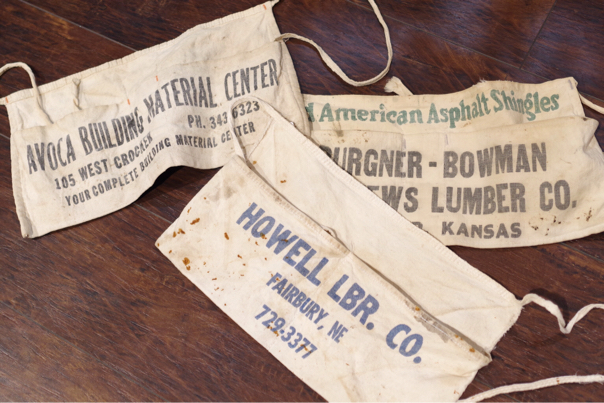 AVOCA BUILDING MATERIAL CENTER
PH. 343 6323
105 WEST CROCKER
YOUR COMPLETE BUILDING MATERIAL CENTER
American Asphalt Shingles
BURGNER - BOWMAN
LUMBER CO.
KANSAS
HOWELL LBR. CO.
FAIRBURY, NE
729-3377